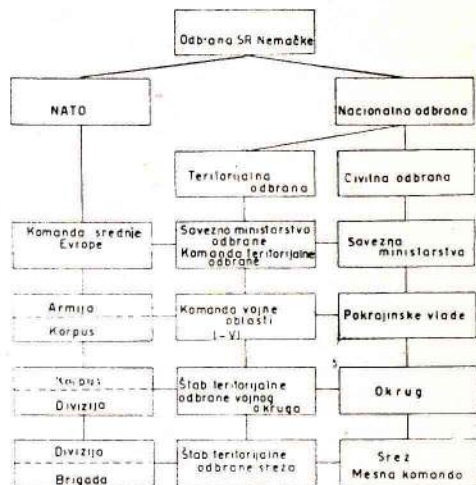 Odbrana SR Nemačke
NATO
Nacionalna odbrana
Teritorijalna
odbrana
Civilna odbrana
Komanda srednje
Evrope
Savezno ministarstvo
odbrane
Komanda teritorijalne
odbrane
Savezna
ministarstva
Armija
Korpus
Komanda vojne
oblasti
(I-V)
Pokrajinske vlade
Korpus
Divizija
Štab teritorijalne
odbrane vojnog
okruga
Okrug
Divizija
Brigada
Štab teritorijalne
odbrane sreza
Srez
Mesna komanda